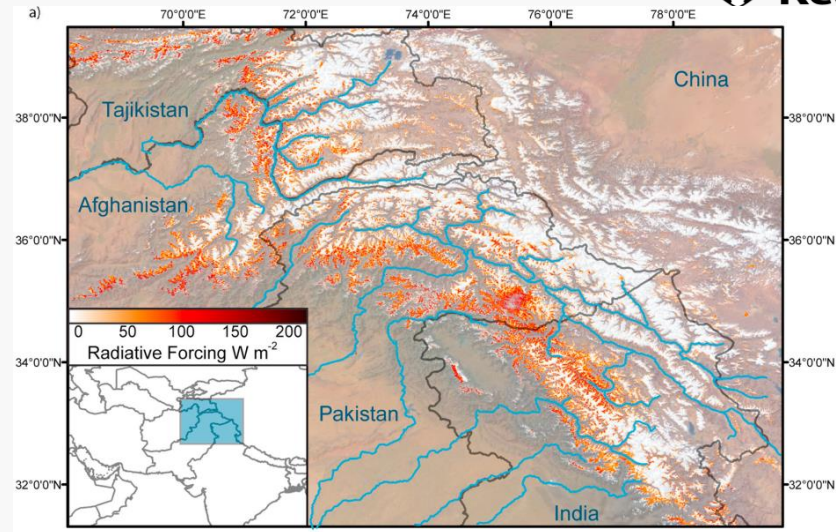 a)
70°0'0"E 72°0'0"E 74°0'0"E 76°0'0"E 78°0'0"E
China
38°0'0"N 38°0'0"N
Tajikistan
Afghanistan
36°0'0"N 36°0'0"N
0 50 100 150 200
Radiative Forcing W m⁻²
34°0'0"N 34°0'0"N
Pakistan
32°0'0"N 32°0'0"N
India